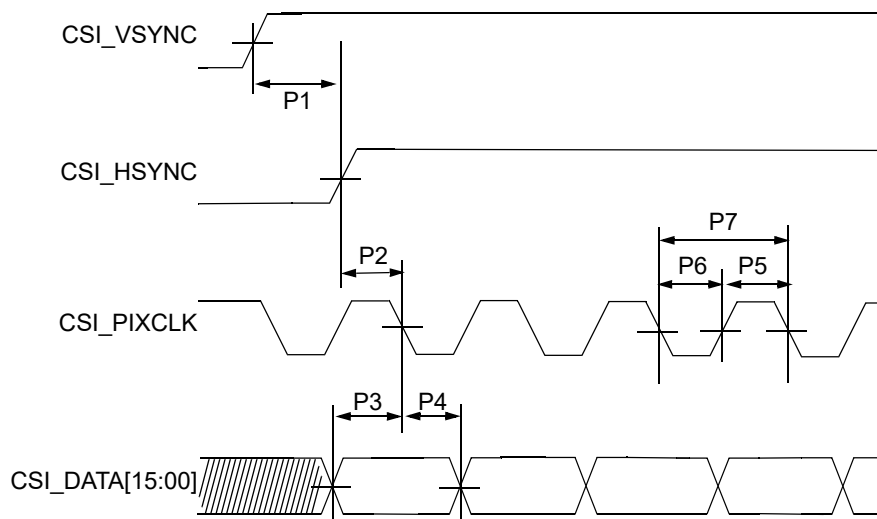 CSI_VSYNC
P1
CSI_HSYNC
P7
P2
P6 P5
CSI_PIXCLK
P3 P4
CSI_DATA[15:00]